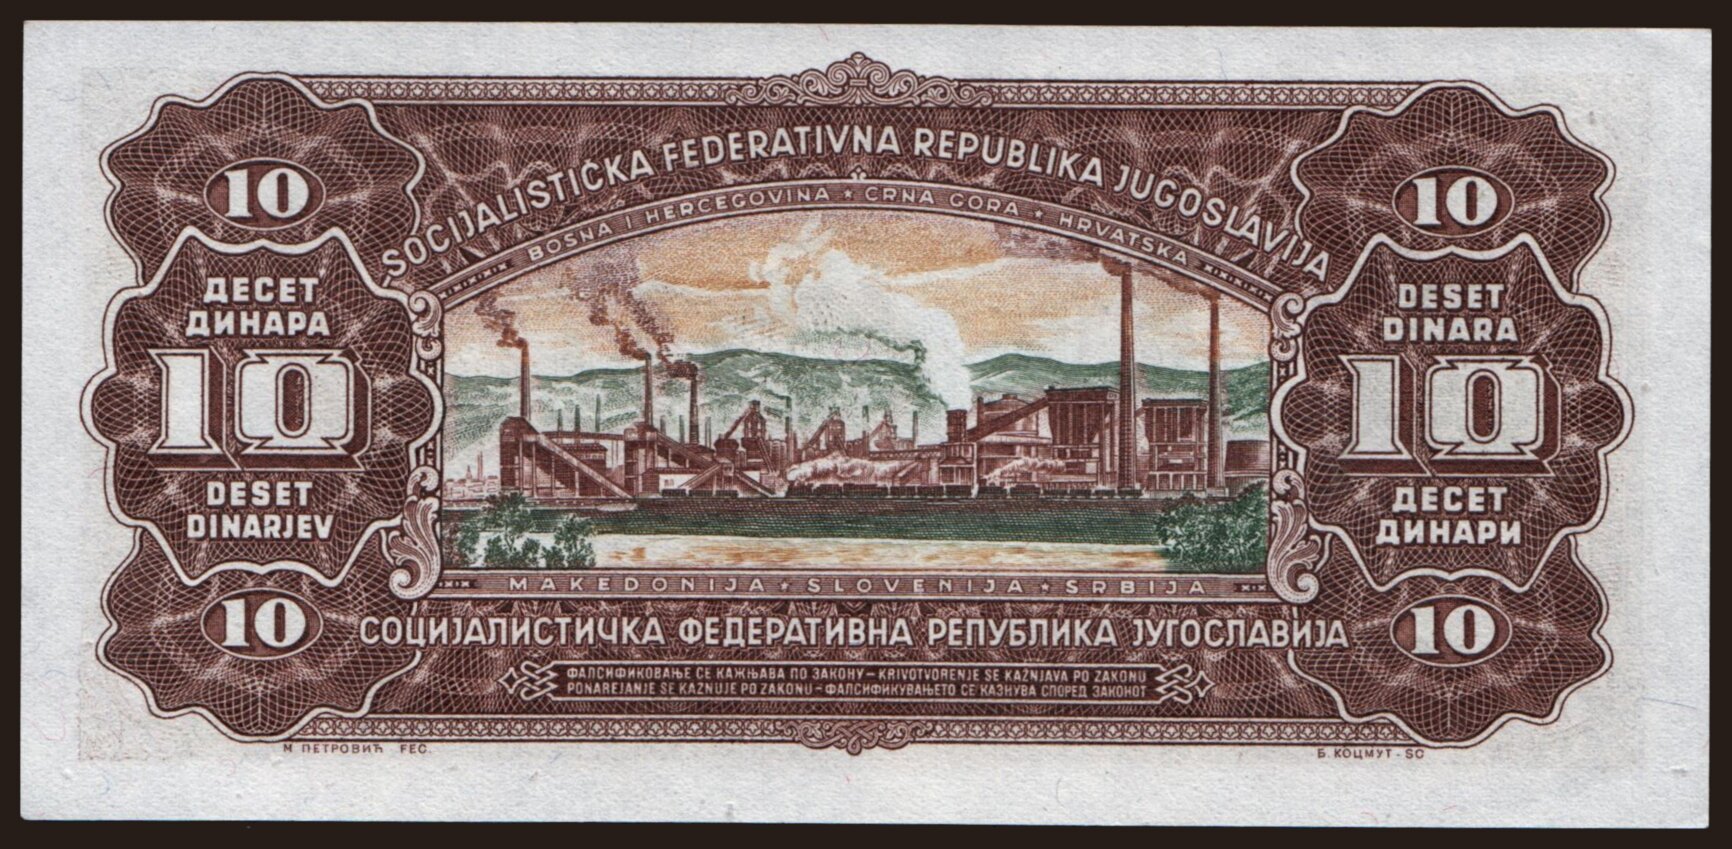 SOCIJALISTIČKA FEDERATIVNA REPUBLIKA JUGOSLAVIJA
BOSNA I HERCEGOVINA * CRNA GORA * HRVATSKA
10
10
ДЕСЕТ
ДИНАРА
10
DESET
DINARJEV
DESET
DINARA
10
ДЕСЕТ
ДИНАРИ
MAKEDONIJA * SLOVENIJA * SRBIJA
10
СОЦИЈАЛИСТИЧКА ФЕДЕРАТИВНА РЕПУБЛИКА ЈУГОСЛАВИЈА
10
ФАЛСИФИКОВАЊЕ СЕ КАЖЊАВА ПО ЗАКОНУ – KRIVOTVORENJE SE KAŽNJAVA PO ZAKONU
PONAREJANJE SE KAZNUJE PO ZAKONU – ФАЛСИФИКУВАЊЕТО СЕ КАЗНУВА СПОРЕД ЗАКОНОТ
М ПЕТРОВИЋ FEC.
Б. КОЦМУТ - SC